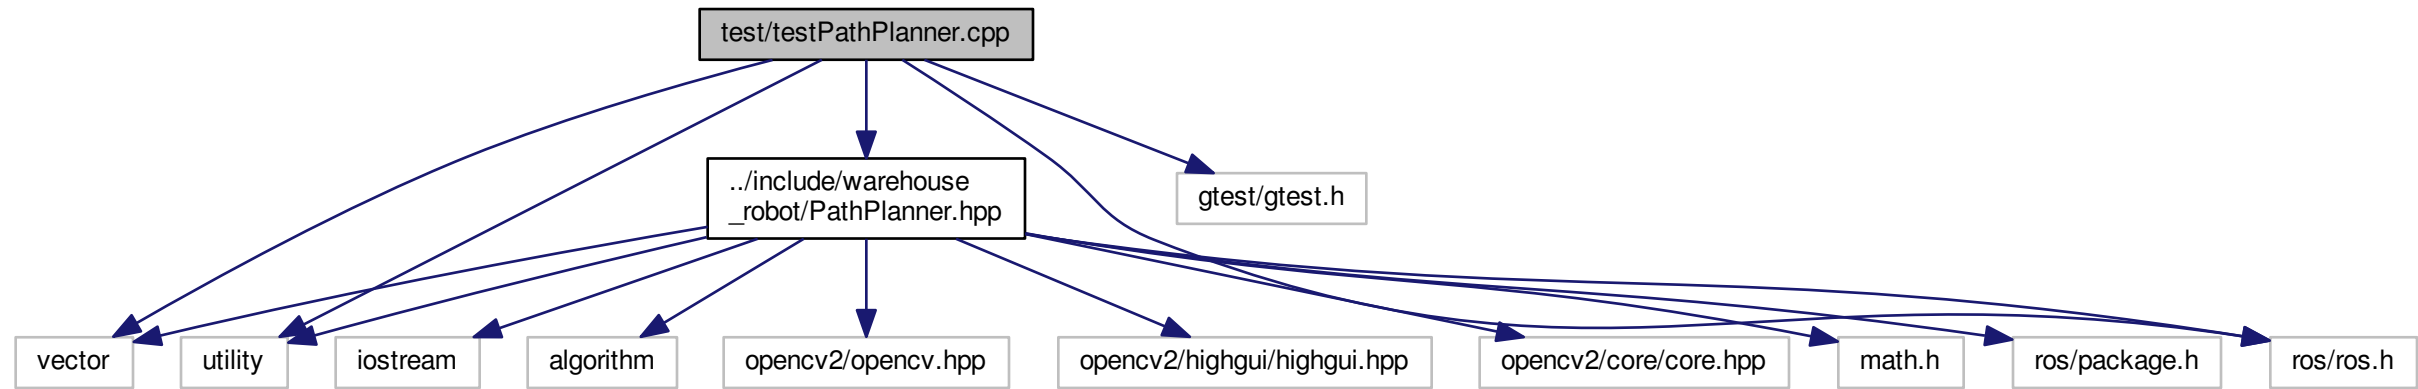 test/testPathPlanner.cpp
../include/warehouse
_robot/PathPlanner.hpp
gtest/gtest.h
vector
utility
iostream
algorithm
opencv2/opencv.hpp
opencv2/highgui/highgui.hpp
opencv2/core/core.hpp
math.h
ros/package.h
ros/ros.h